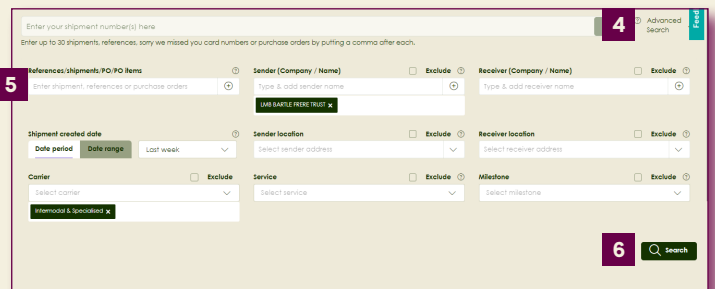 Enter your shipment number(s) here
4
Advanced
Search
Feed
Enter up to 30 shipments, references, sorry we missed you card numbers or purchase orders by putting a comma after each.
5
References/shipments/PO/PO items
Enter shipment, references or purchase orders
Sender (Company / Name)
Exclude
Type & add sender name
LMB BARTLE FRERE TRUST x
Receiver (Company / Name)
Exclude
Type & add receiver name
Shipment created date
Date period
Date range
Last week
Sender location
Exclude
Select sender address
Receiver location
Exclude
Select receiver address
Carrier
Exclude
Select carrier
Intermodal & Specialised x
Service
Exclude
Select service
Milestone
Exclude
Select milestone
6
Search